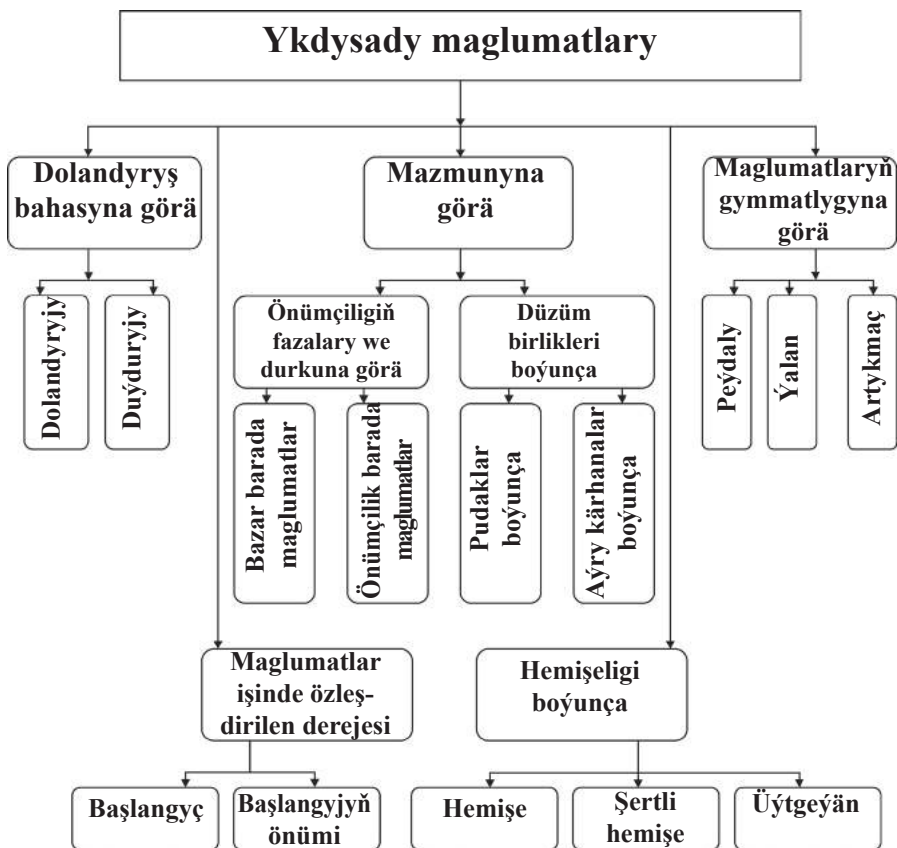 Ykdysady maglumatlary
Dolandyryş
bahasyna görä
Mazmunyna
görä
Maglumatlaryň
gymmatlygyna
görä
Dolandyryjy
Duýduryjy
Önümçiligiň
fazalary we
durkuna görä
Düzüm
birlikleri
boýunça
Peýdaly
Ýalan
Artykmaç
Bazar barada
maglumatlar
Önümçilik barada
maglumatlar
Pudaklar
boýunça
Aýry kärhanalar
boýunça
Maglumatlar
işinde özleş-
dirilen derejesi
Hemişeligi
boýunça
Başlangyç
Başlangyjyň
önümi
Hemişe
Şertli
hemişe
Üýtgeýän